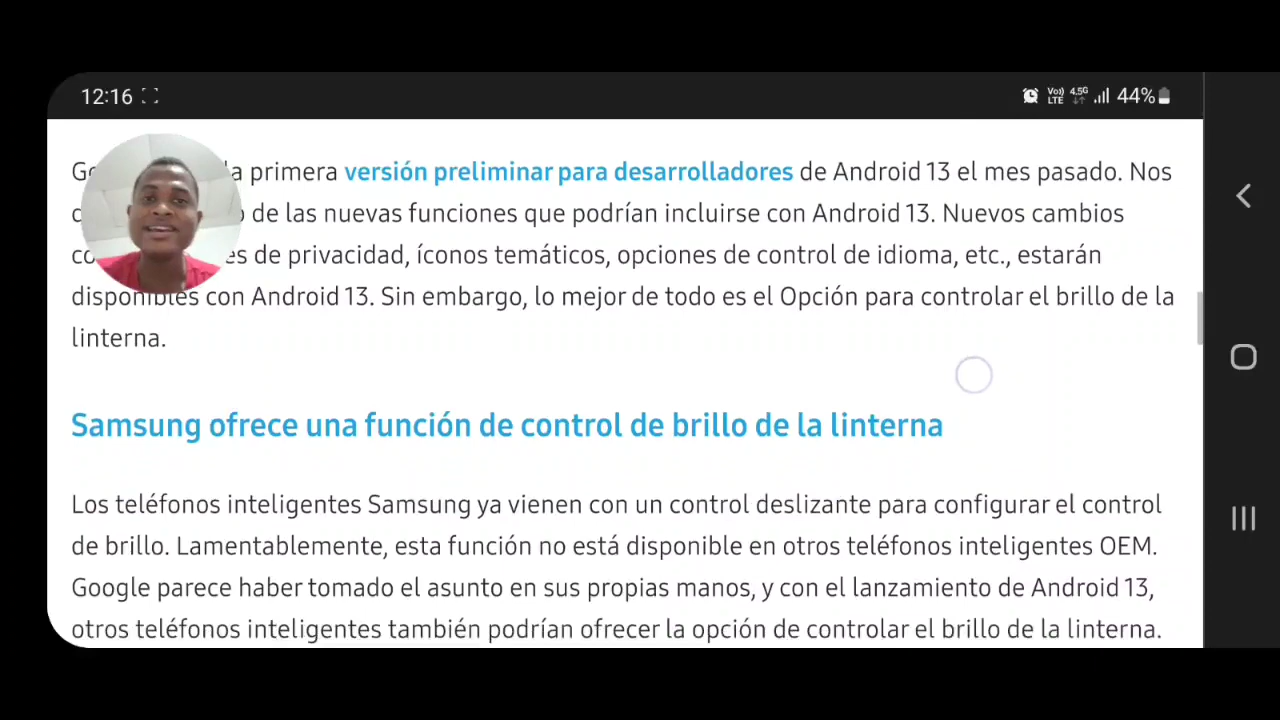 12:16
Vo)) LTE 4.5G 44%
a primera versión preliminar para desarrolladores de Android 13 el mes pasado. Nos
de las nuevas funciones que podrían incluirse con Android 13. Nuevos cambios
de privacidad, íconos temáticos, opciones de control de idioma, etc., estarán
disponibles con Android 13. Sin embargo, lo mejor de todo es el Opción para controlar el brillo de la
linterna.
Samsung ofrece una función de control de brillo de la linterna
Los teléfonos inteligentes Samsung ya vienen con un control deslizante para configurar el control
de brillo. Lamentablemente, esta función no está disponible en otros teléfonos inteligentes OEM.
Google parece haber tomado el asunto en sus propias manos, y con el lanzamiento de Android 13,
otros teléfonos inteligentes también podrían ofrecer la opción de controlar el brillo de la linterna.